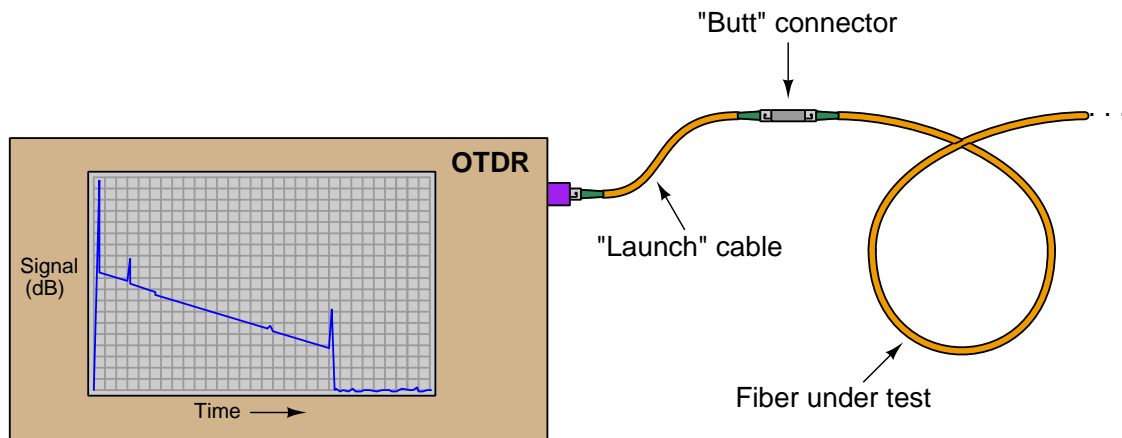 "Butt" connector
OTDR
"Launch" cable
Signal
(dB)
Time
Fiber under test
. . .